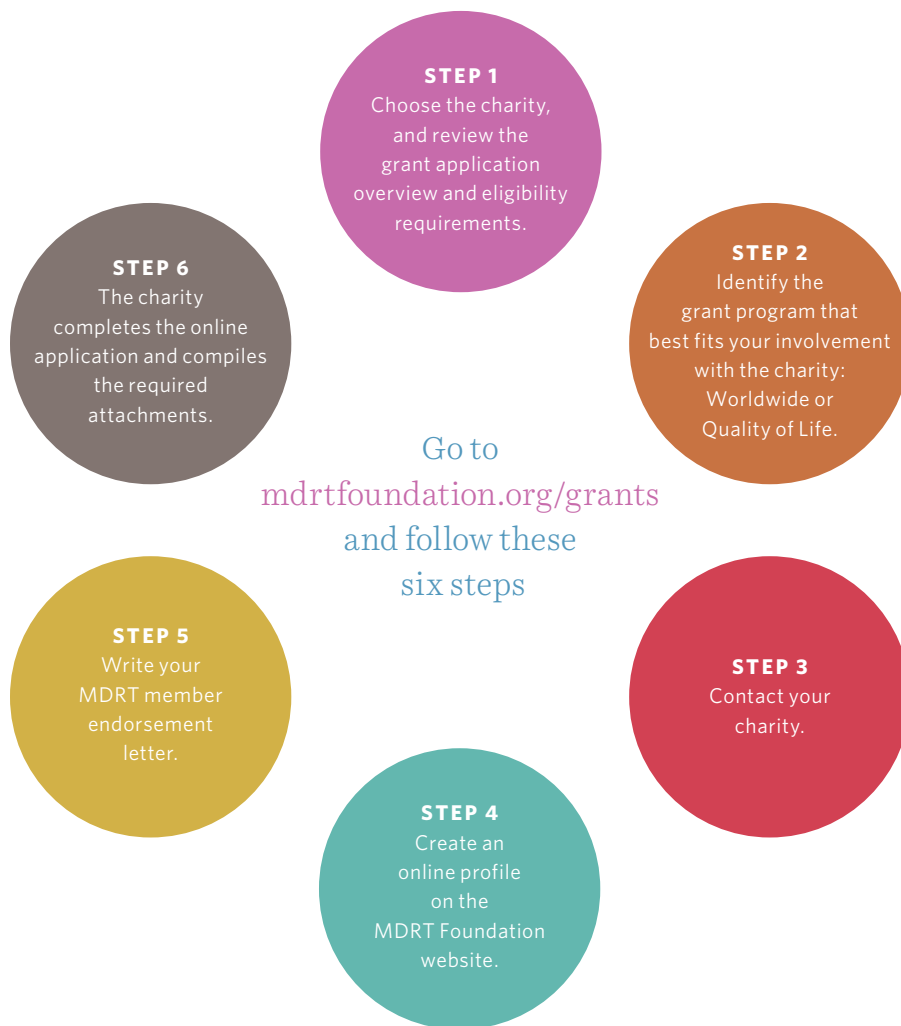 STEP 1
Choose the charity,
and review the
grant application
overview and eligibility
requirements.
STEP 2
Identify the
grant program that
best fits your involvement
with the charity:
Worldwide or
Quality of Life.
STEP 3
Contact your
charity.
STEP 4
Create an
online profile
on the
MDRT Foundation
website.
STEP 5
Write your
MDRT member
endorsement
letter.
STEP 6
The charity
completes the online
application and compiles
the required
attachments.
Go to
mdrtfoundation.org/grants
and follow these
six steps